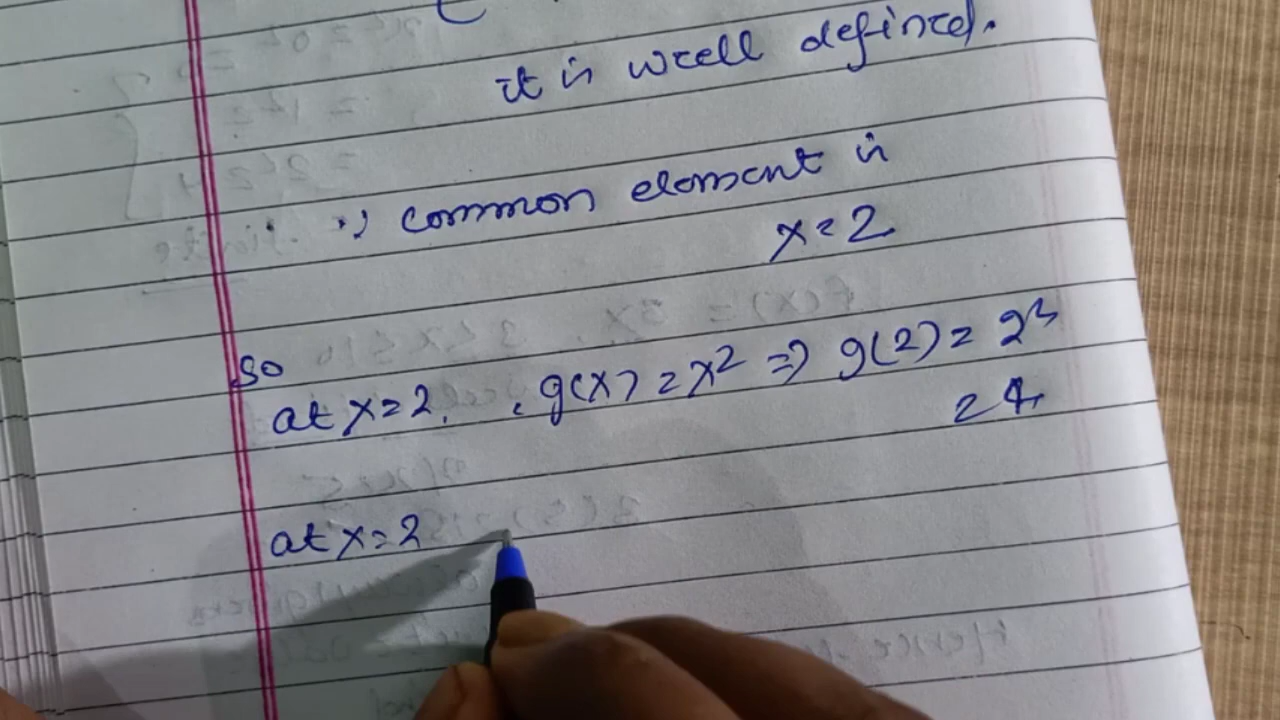 it is well defined.
∵ common element is
x = 2
so
at x = 2, , g(x) = x² ⇒ g(2) = 2²
= 4
at x = 2